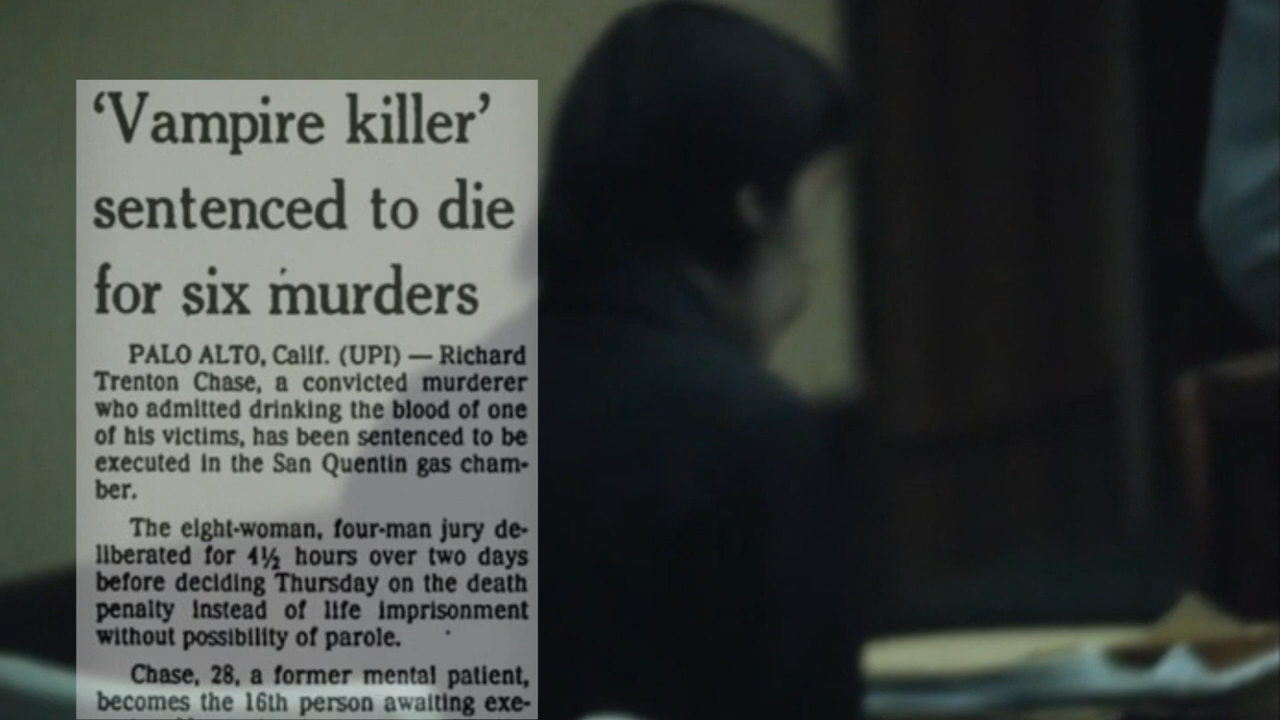 ‘Vampire killer’
sentenced to die
for six murders
PALO ALTO, Calif. (UPI) — Richard
Trenton Chase, a convicted murderer
who admitted drinking the blood of one
of his victims, has been sentenced to be
executed in the San Quentin gas cham-
ber.
The eight-woman, four-man jury de-
liberated for 4½ hours over two days
before deciding Thursday on the death
penalty instead of life imprisonment
without possibility of parole.
Chase, 28, a former mental patient,
becomes the 16th person awaiting exe-